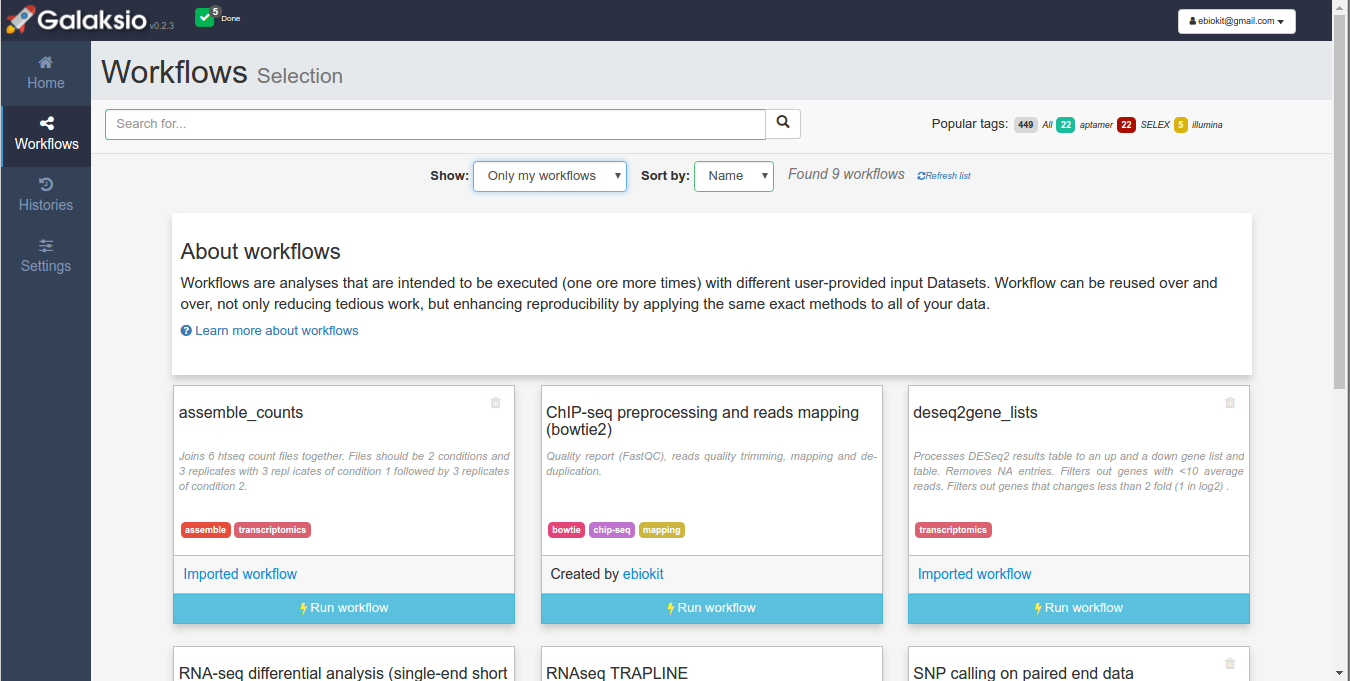 Galaksio v0.2.3 5 Done ebiokit@gmail.com
Home
Workflows
Histories
Settings
Workflows Selection
Search for...
Popular tags: 449 All 22 aptamer 22 SELEX 5 illumina
Show: Only my workflows Sort by: Name Found 9 workflows Refresh list
About workflows
Workflows are analyses that are intended to be executed (one ore more times) with different user-provided input Datasets. Workflow can be reused over and
over, not only reducing tedious work, but enhancing reproducibility by applying the same exact methods to all of your data.
Learn more about workflows
assemble_counts
Joins 6 htseq count files together. Files should be 2 conditions and
3 replicates with 3 repl icates of condition 1 followed by 3 replicates
of condition 2.
assemble transcriptomics
Imported workflow
Run workflow
ChIP-seq preprocessing and reads mapping
(bowtie2)
Quality report (FastQC), reads quality trimming, mapping and de-
duplication.
bowtie chip-seq mapping
Created by ebiokit
Run workflow
deseq2gene_lists
Processes DESeq2 results table to an up and a down gene list and
table. Removes NA entries. Filters out genes with <10 average
reads. Filters out genes that changes less than 2 fold (1 in log2) .
transcriptomics
Imported workflow
Run workflow
RNA-seq differential analysis (single-end short
RNAseq TRAPLINE
SNP calling on paired end data